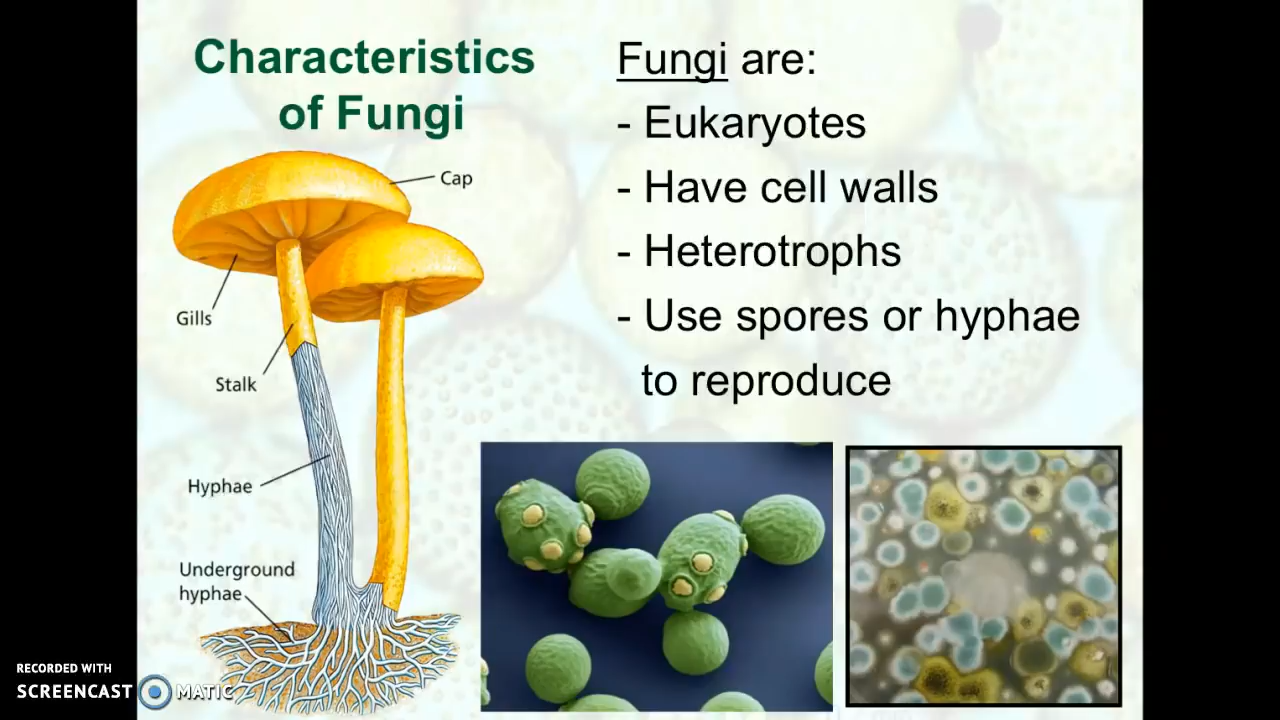 Characteristics
of Fungi
Cap
Gills
Stalk
Hyphae
Underground
hyphae
Fungi are:
- Eukaryotes
- Have cell walls
- Heterotrophs
- Use spores or hyphae
to reproduce
RECORDED WITH
SCREENCAST MATIC